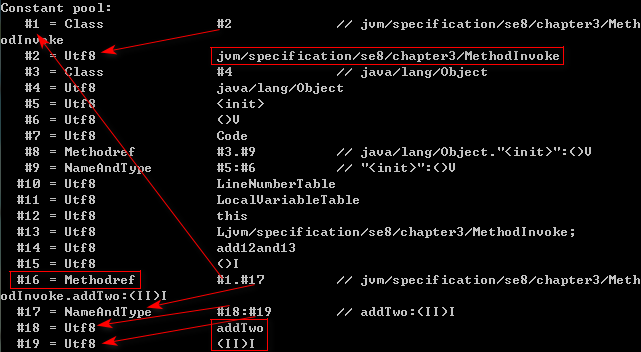 Constant pool:
#1 = Class #2 // jvm/specification/se8/chapter3/Meth
odInvoke
#2 = Utf8 jvm/specification/se8/chapter3/MethodInvoke
#3 = Class #4 // java/lang/Object
#4 = Utf8 java/lang/Object
#5 = Utf8 <init>
#6 = Utf8 ()V
#7 = Utf8 Code
#8 = Methodref #3.#9 // java/lang/Object."<init>":()V
#9 = NameAndType #5:#6 // "<init>":()V
#10 = Utf8 LineNumberTable
#11 = Utf8 LocalVariableTable
#12 = Utf8 this
#13 = Utf8 Ljvm/specification/se8/chapter3/MethodInvoke;
#14 = Utf8 add12and13
#15 = Utf8 ()I
#16 = Methodref #1.#17 // jvm/specification/se8/chapter3/Meth
odInvoke.addTwo:(II)I
#17 = NameAndType #18:#19 // addTwo:(II)I
#18 = Utf8 addTwo
#19 = Utf8 (II)I